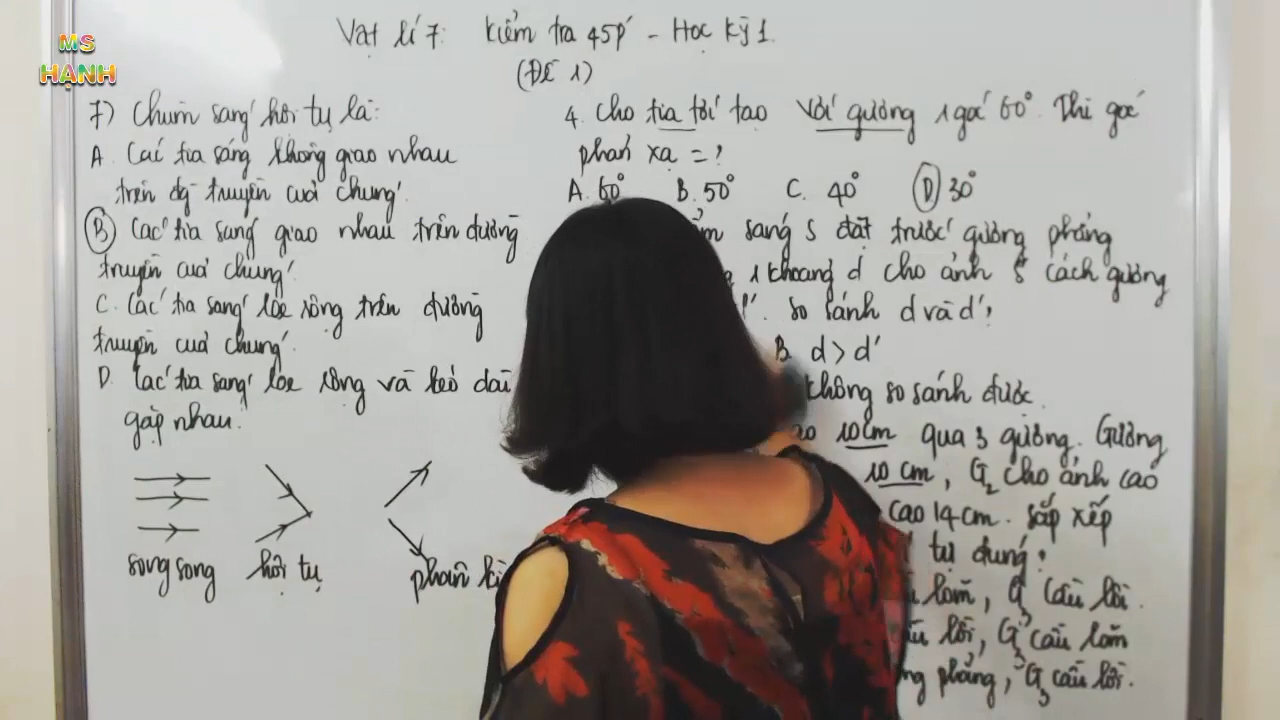 MS
HẠNH
Vật lí 7: Kiểm tra 45p' - Học kỳ 1.
(ĐỀ 1)
7) Chùm sáng hội tụ là:
A. Các tia sáng không giao nhau
trên đg truyền của chúng.
B. Các tia sáng giao nhau trên đường
truyền của chúng.
C. Các tia sáng loe rộng trên đường
truyền của chúng.
D. Các tia sáng loe rộng và kéo dài
gặp nhau.
song song
hội tụ
phân kì
4. Cho tia tới tạo với gương 1 góc 60°. Thì góc
phản xạ = ?
A. 60° B. 50° C. 40° D. 30°
sáng S đặt trước gương phẳng
1 khoảng d cho ảnh S' cách gương
d'. So sánh d và d'?
B. d > d'
không so sánh được.
10cm qua 3 gương. Gương
10 cm, G2 cho ảnh cao
cao 14cm. sắp xếp
tự đúng:
lõm, G3 cầu lồi.
lồi, G3 cầu lõm
phẳng, G3 cầu lồi.